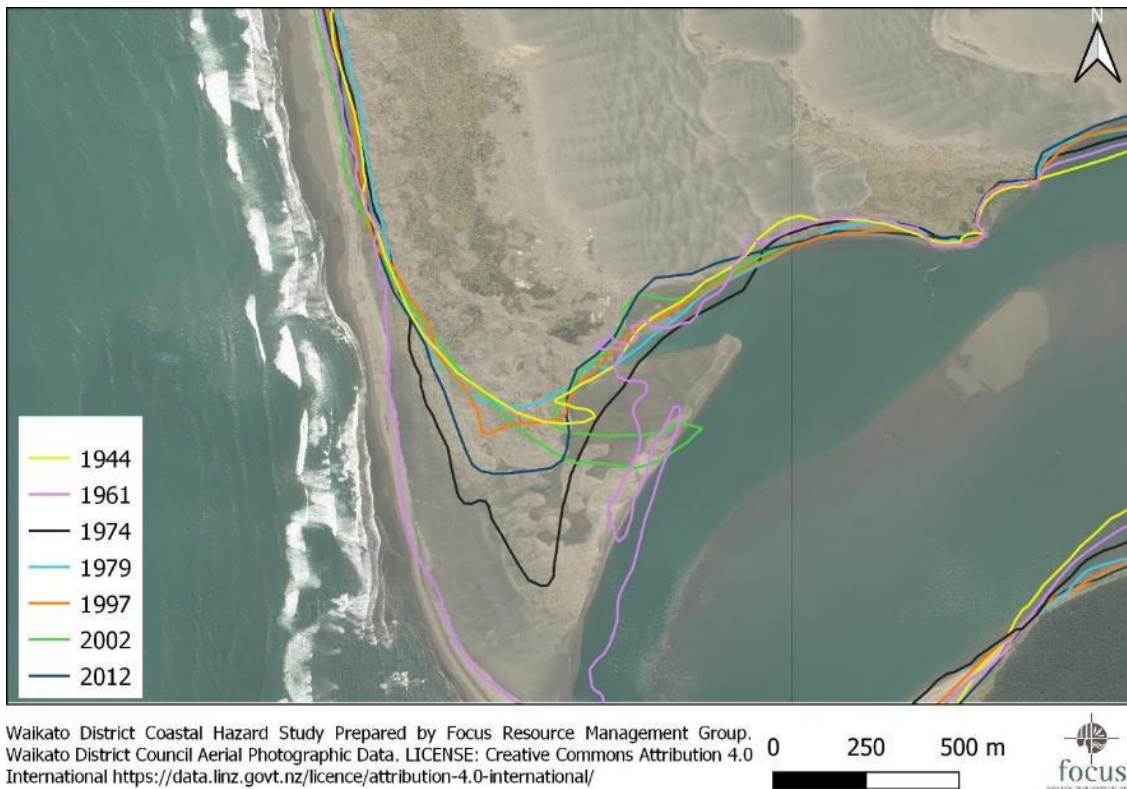 N
1944
1961
1974
1979
1997
2002
2012
Waikato District Coastal Hazard Study Prepared by Focus Resource Management Group.
Waikato District Council Aerial Photographic Data. LICENSE: Creative Commons Attribution 4.0
International https://data.linz.govt.nz/licence/attribution-4.0-international/
0 250 500 m
focus